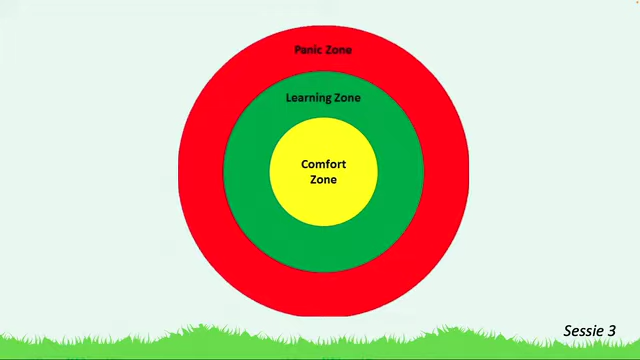 Panic Zone
Learning Zone
Comfort
Zone
Sessie 3